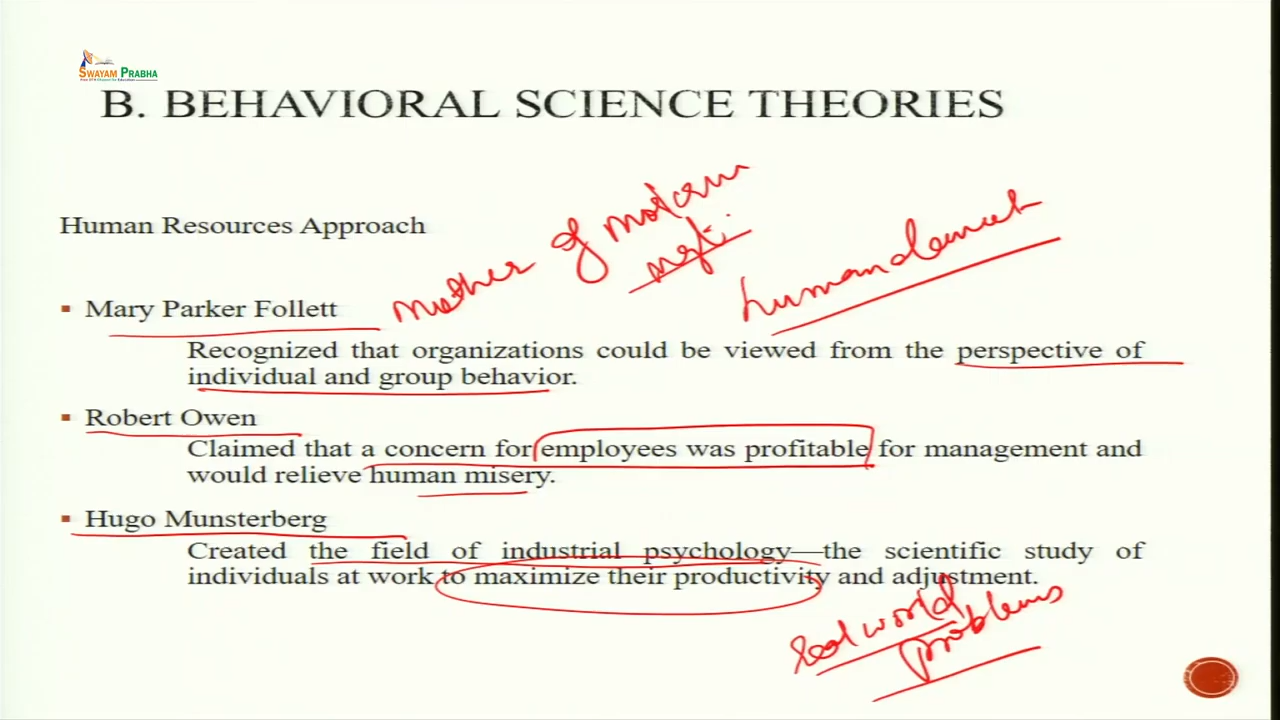 SWAYAM PRABHA
B. BEHAVIORAL SCIENCE THEORIES
Human Resources Approach
mother of modern
mgt.
human element
▪ Mary Parker Follett
Recognized that organizations could be viewed from the perspective of
individual and group behavior.
▪ Robert Owen
Claimed that a concern for employees was profitable for management and
would relieve human misery.
▪ Hugo Munsterberg
Created the field of industrial psychology—the scientific study of
individuals at work to maximize their productivity and adjustment.
real world
problems